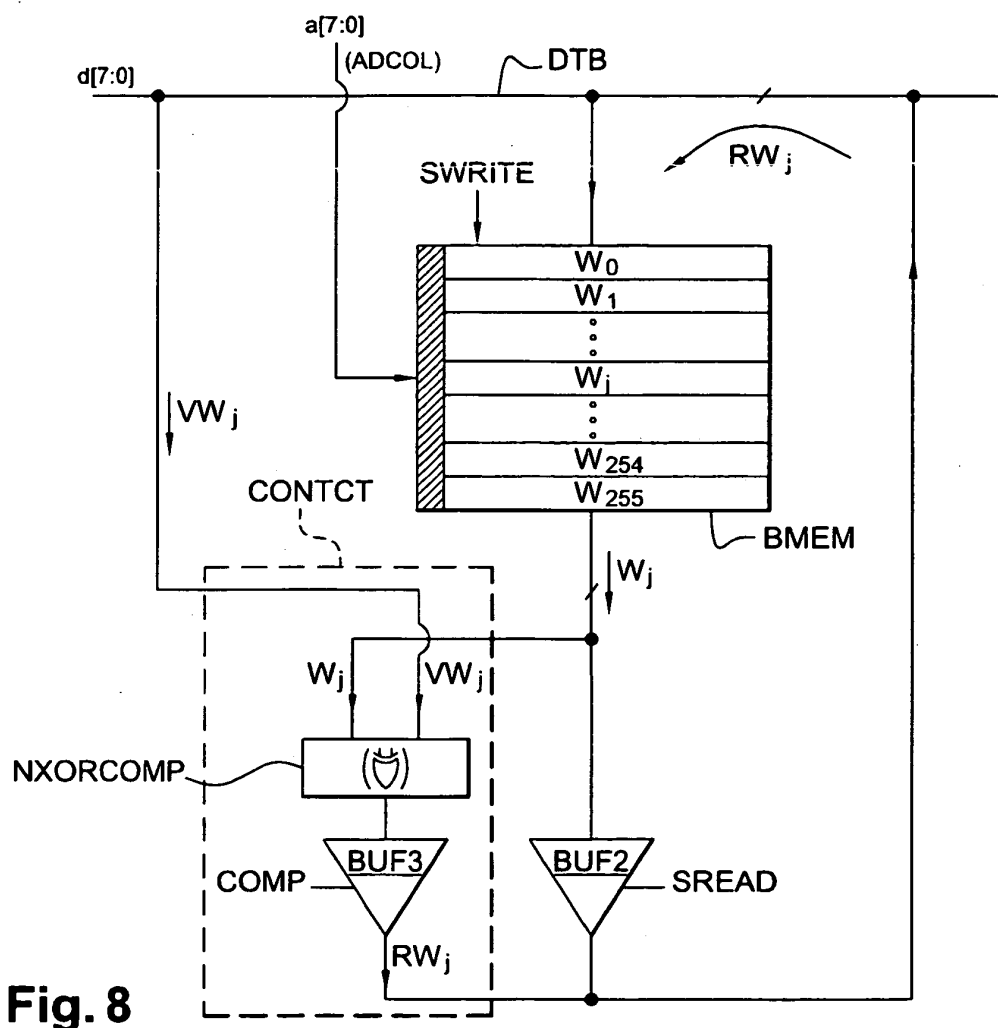 a[7:0]
(ADCOL)
d[7:0]
DTB
RWj
SWRITE
W0
W1
Wj
W254
W255
VWj
CONTCT
BMEM
Wj
Wj
VWj
NXORCOMP
BUF3
BUF2
COMP
SREAD
RWj
Fig. 8